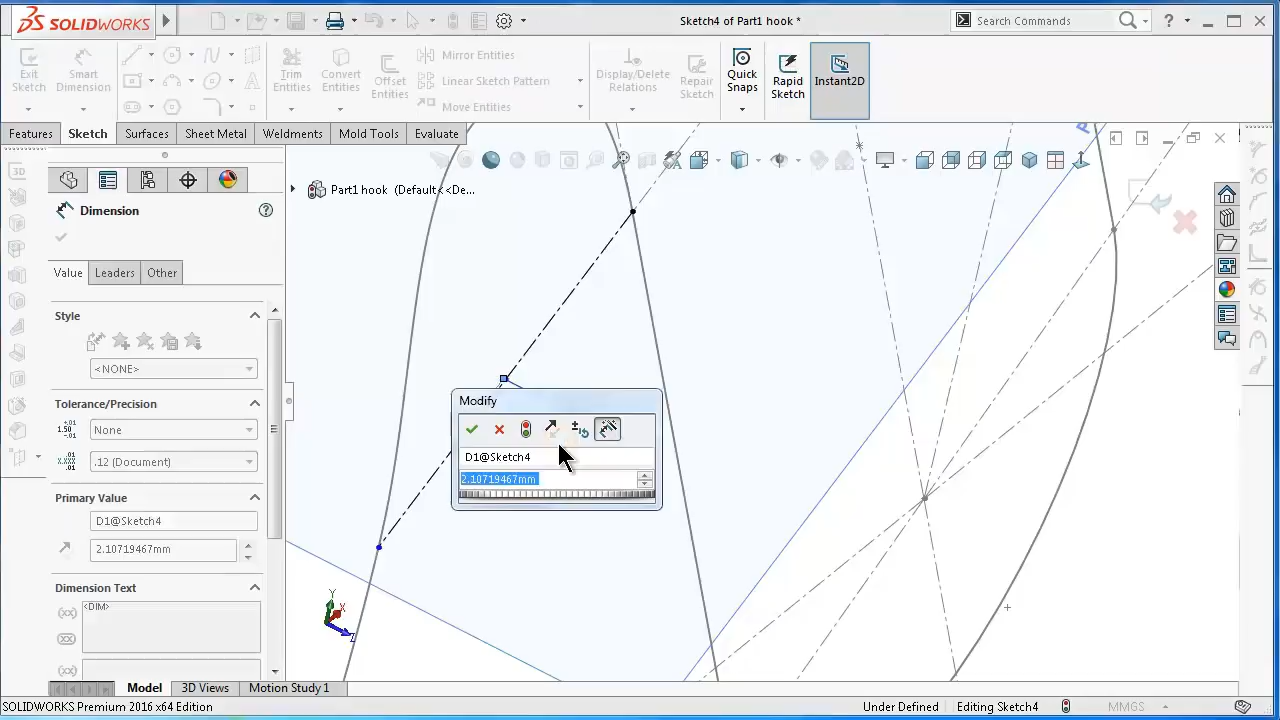 SOLIDWORKS
Sketch4 of Part1 hook *
Search Commands
?
Exit Sketch
Smart Dimension
Trim Entities
Convert Entities
Offset Entities
Mirror Entities
Linear Sketch Pattern
Move Entities
Display/Delete Relations
Repair Sketch
Quick Snaps
Rapid Sketch
Instant2D
Features
Sketch
Surfaces
Sheet Metal
Weldments
Mold Tools
Evaluate
Part1 hook (Default<<De...
Dimension
Value
Leaders
Other
Style
<NONE>
Tolerance/Precision
None
.12 (Document)
Primary Value
D1@Sketch4
2.10719467mm
Dimension Text
<DIM>
Modify
D1@Sketch4
2.10719467mm
Y
X
Z
Model
3D Views
Motion Study 1
SOLIDWORKS Premium 2016 x64 Edition
Under Defined
Editing Sketch4
MMGS